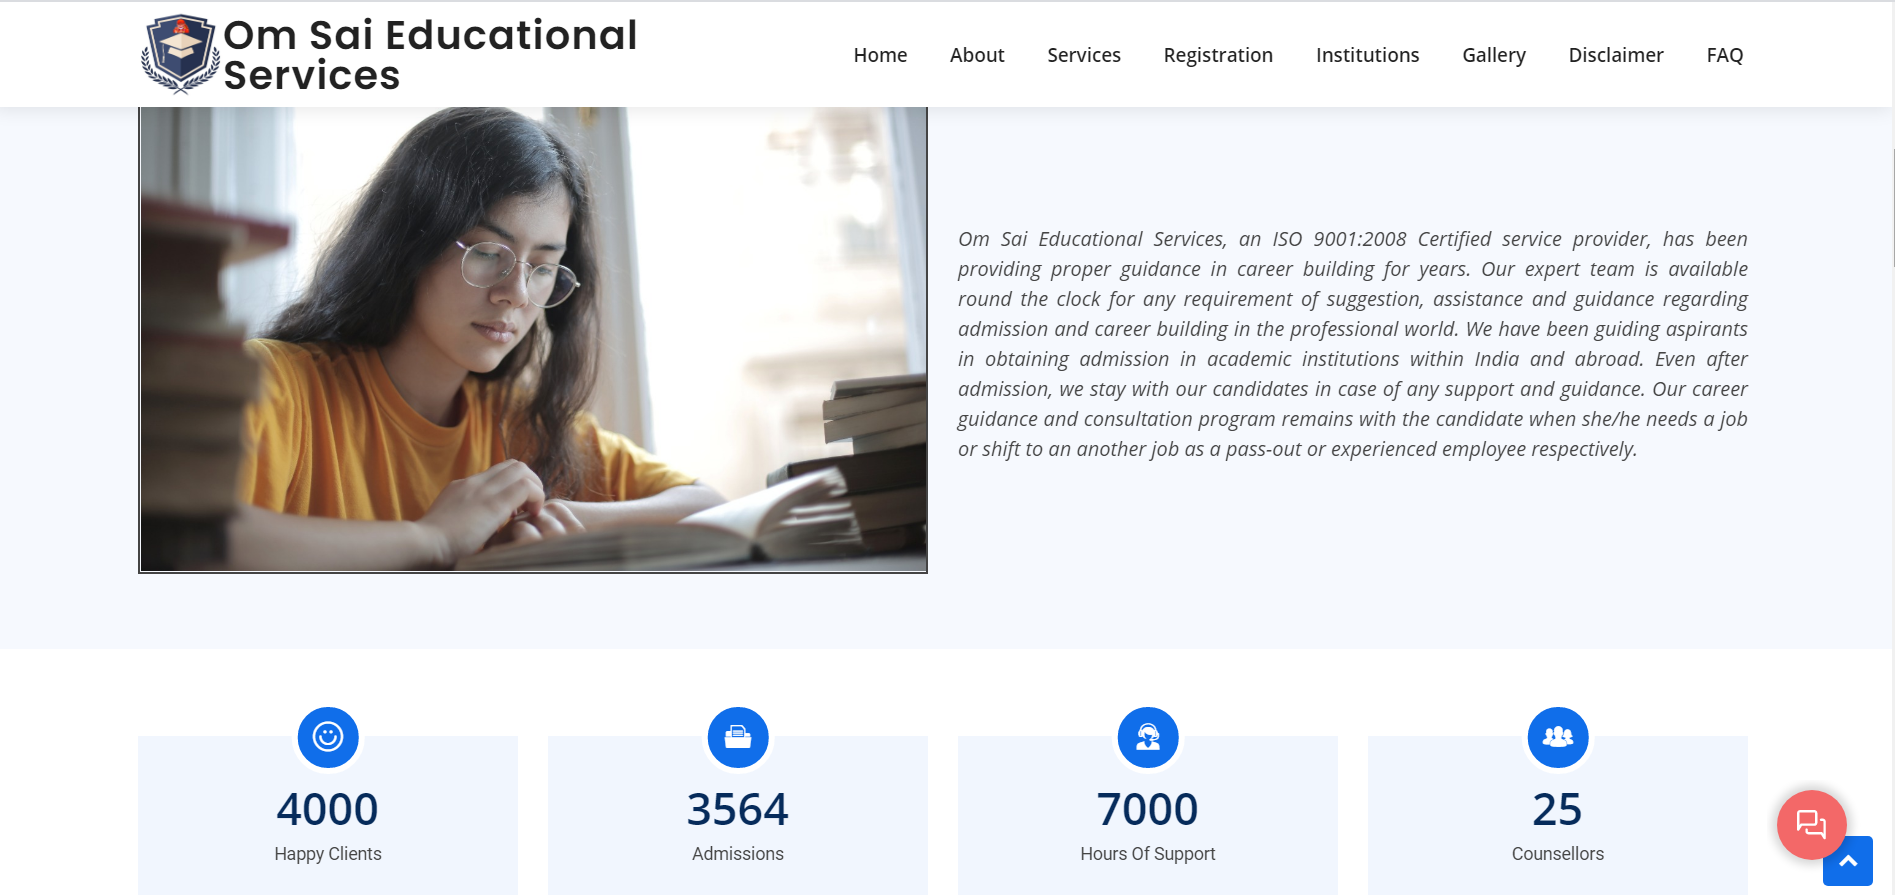 Om Sai Educational
Services
Home About Services Registration Institutions Gallery Disclaimer FAQ
Om Sai Educational Services, an ISO 9001:2008 Certified service provider, has been
providing proper guidance in career building for years. Our expert team is available
round the clock for any requirement of suggestion, assistance and guidance regarding
admission and career building in the professional world. We have been guiding aspirants
in obtaining admission in academic institutions within India and abroad. Even after
admission, we stay with our candidates in case of any support and guidance. Our career
guidance and consultation program remains with the candidate when she/he needs a job
or shift to an another job as a pass-out or experienced employee respectively.
4000
Happy Clients
3564
Admissions
7000
Hours Of Support
25
Counsellors